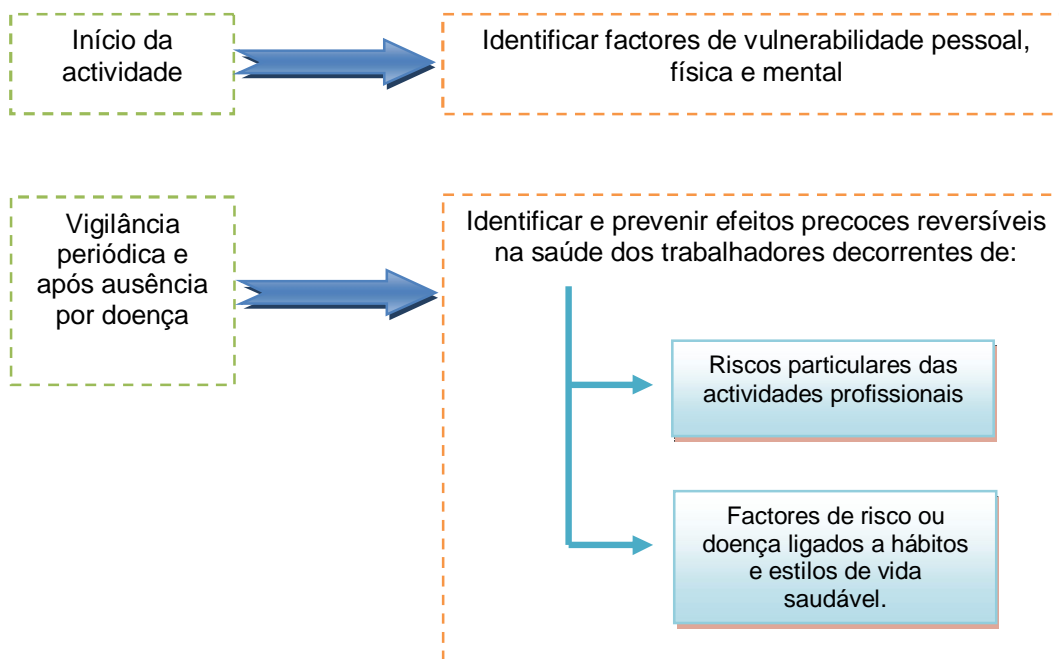 Início da
actividade
Identificar factores de vulnerabilidade pessoal,
física e mental
Vigilância
periódica e
após ausência
por doença
Identificar e prevenir efeitos precoces reversíveis
na saúde dos trabalhadores decorrentes de:
Riscos particulares das
actividades profissionais
Factores de risco ou
doença ligados a hábitos
e estilos de vida
saudável.